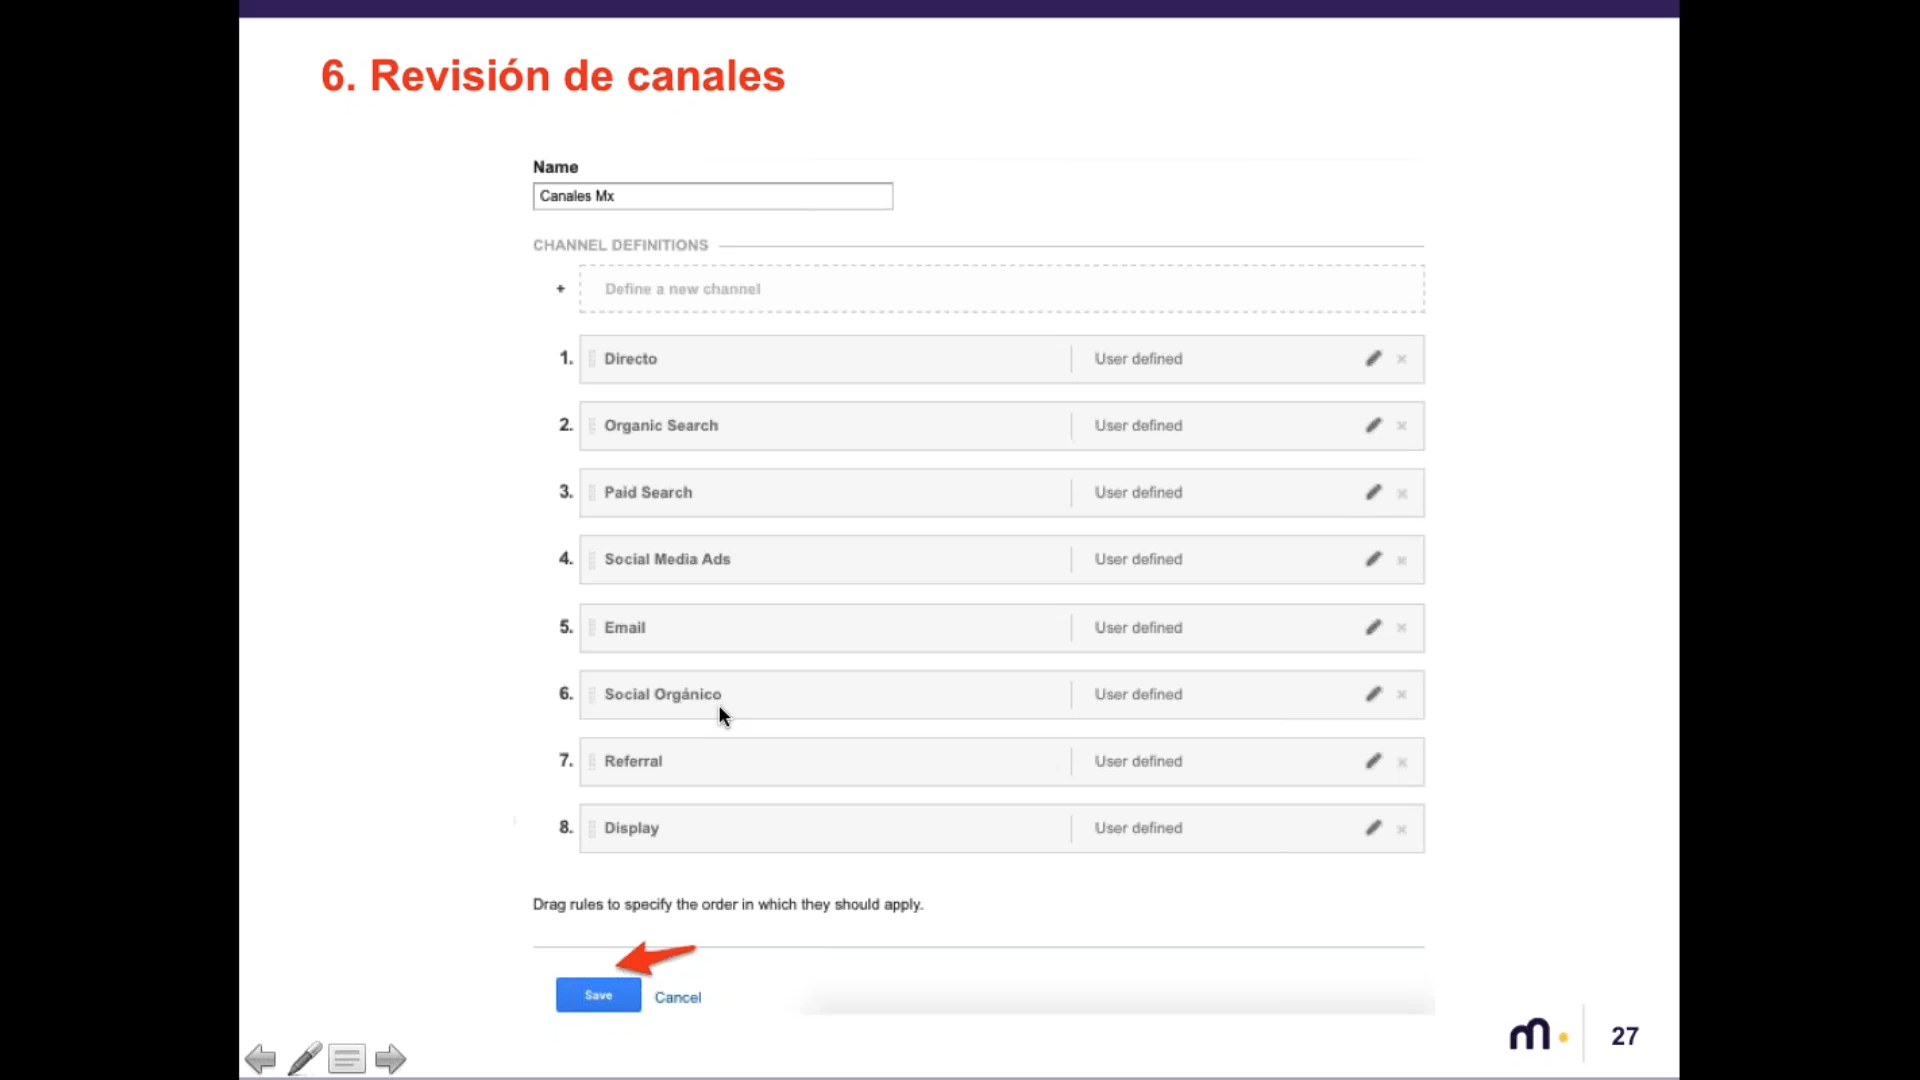 6. Revisión de canales
Name
Canales Mx
CHANNEL DEFINITIONS
+ Define a new channel
1. Directo User defined
2. Organic Search User defined
3. Paid Search User defined
4. Social Media Ads User defined
5. Email User defined
6. Social Orgánico User defined
7. Referral User defined
8. Display User defined
Drag rules to specify the order in which they should apply.
Save Cancel
m. 27